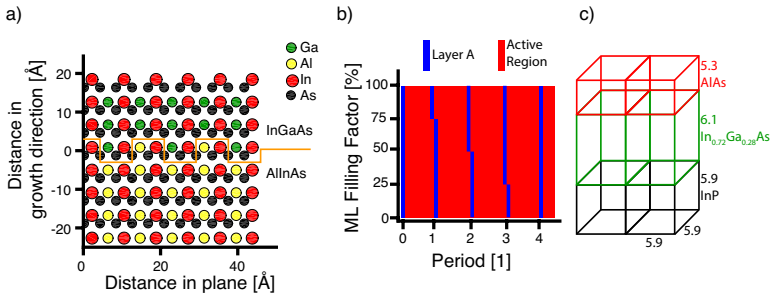 a)
Distance in
growth direction [Å]
20
10
0
-10
-20
0
20
40
Distance in plane [Å]
Ga
Al
In
As
InGaAs
AlInAs
b)
Layer A
Active
Region
ML Filling Factor [%]
100
75
50
25
0
0
1
2
3
4
Period [1]
c)
5.3
AlAs
6.1
In0.72Ga0.28As
5.9
InP
5.9
5.9